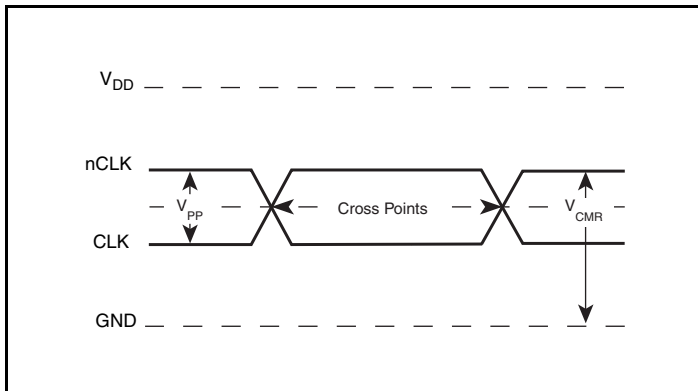 VDD
nCLK
VPP
Cross Points
VCMR
CLK
GND